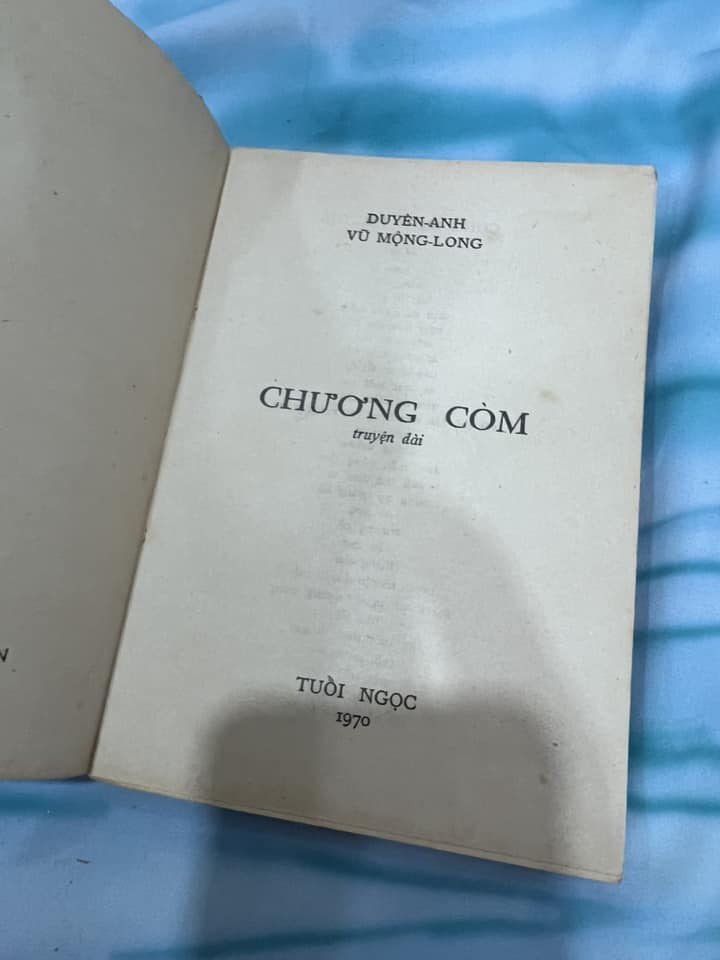 DUYÊN-ANH
VŨ MỘNG-LONG
CHƯƠNG CÒM
truyện dài
TUỔI NGỌC
1970
N